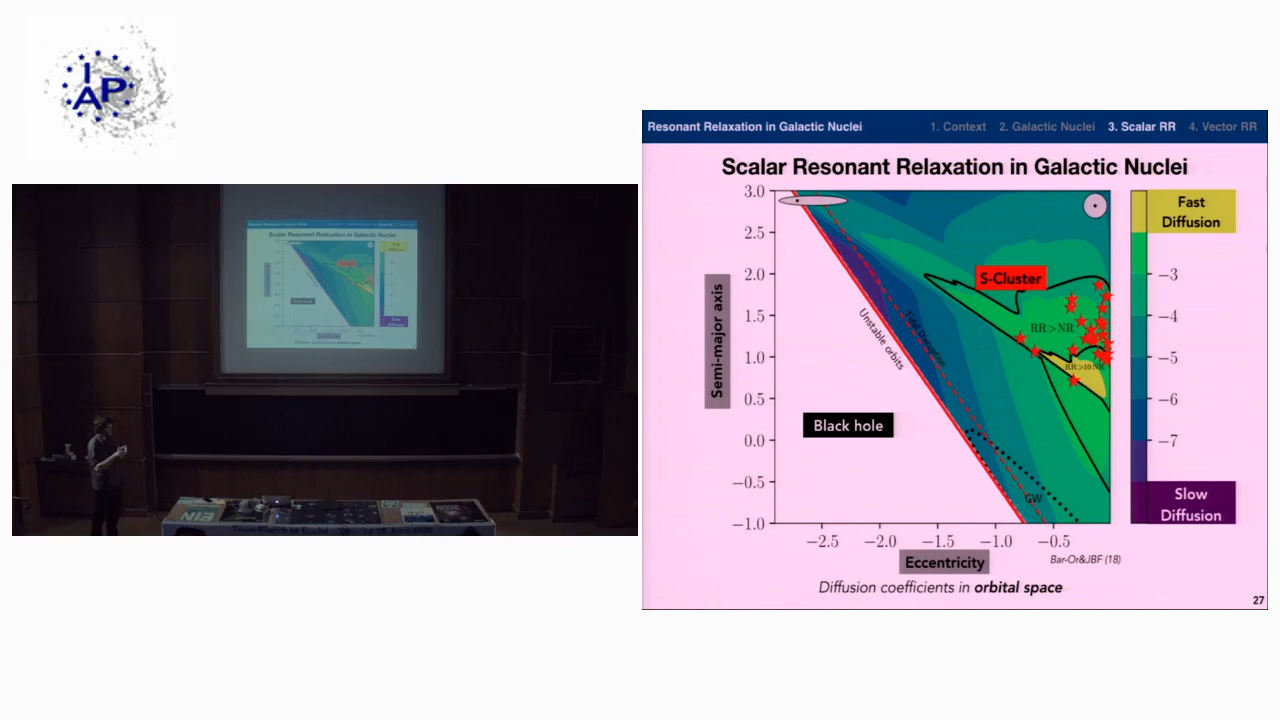 I
A P
Resonant Relaxation in Galactic Nuclei
1. Context 2. Galactic Nuclei 3. Scalar RR 4. Vector RR
Scalar Resonant Relaxation in Galactic Nuclei
3.0
2.5
2.0
1.5
1.0
0.5
0.0
−0.5
−1.0
Semi-major axis
S-Cluster
RR>NR
RR>10 NR
Tidal Disruption
Unstable orbits
Black hole
GW
−2.5 −2.0 −1.5 −1.0 −0.5
Eccentricity
Fast
Diffusion
−3
−4
−5
−6
−7
Slow
Diffusion
Bar-Or&JBF (18)
Diffusion coefficients in orbital space
27